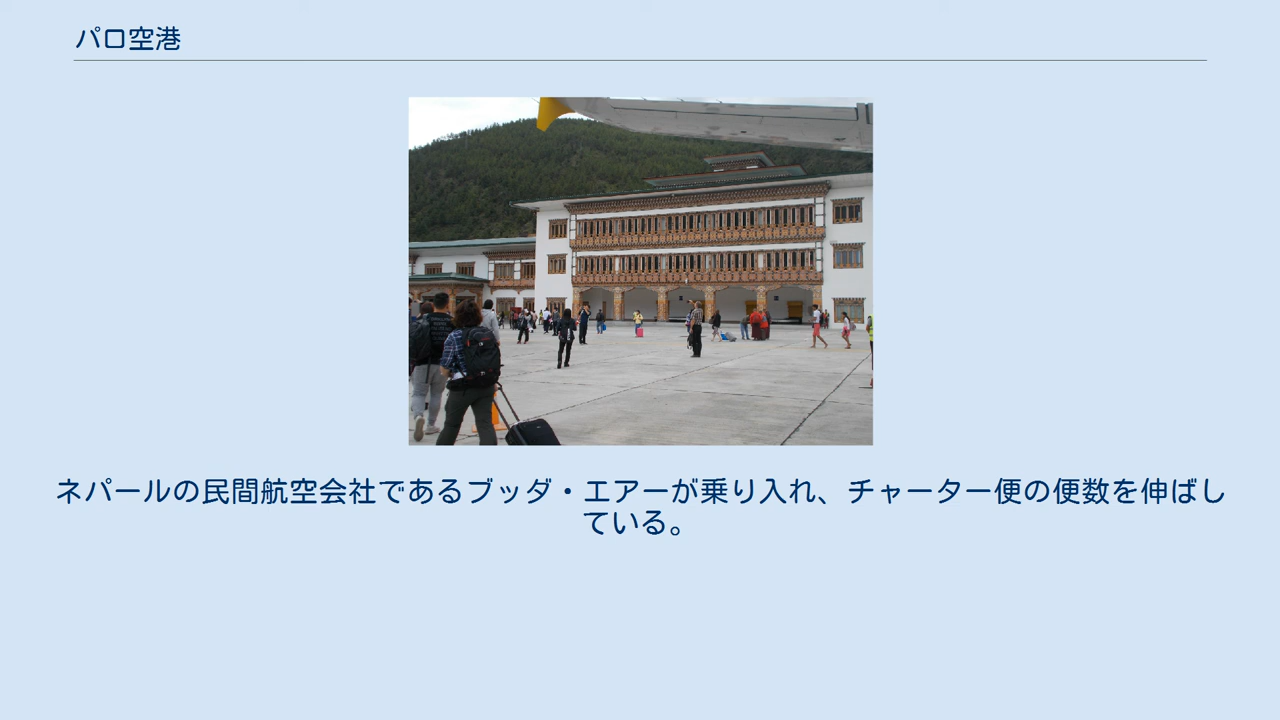 パロ空港
ネパールの民間航空会社であるブッダ・エアーが乗り入れ、チャーター便の便数を伸ばし
ている。